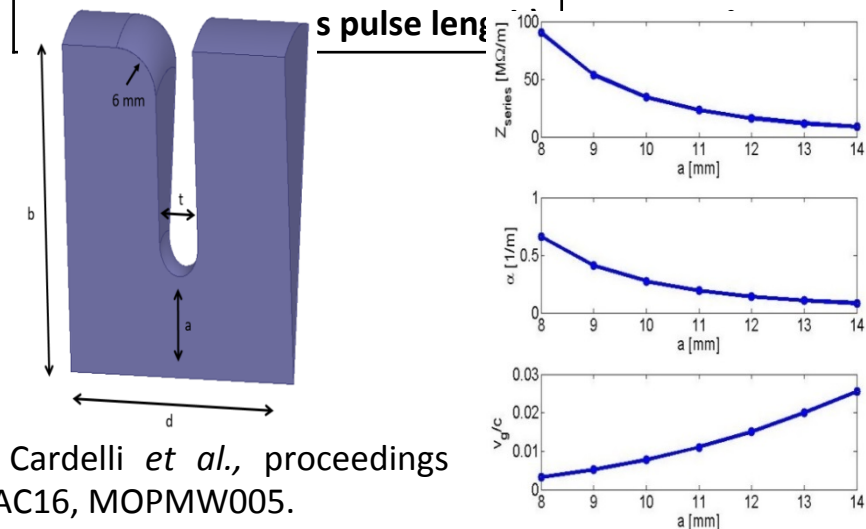 s pulse leng
6 mm
t
b
a
d
Cardelli et al., proceedings
AC16, MOPMW005.
100
50
0
Z_series [MΩ/m]
8 9 10 11 12 13 14
a [mm]
1
0.5
0
α [1/m]
8 9 10 11 12 13 14
a [mm]
0.03
0.02
0.01
0
v_g/c
8 9 10 11 12 13 14
a [mm]